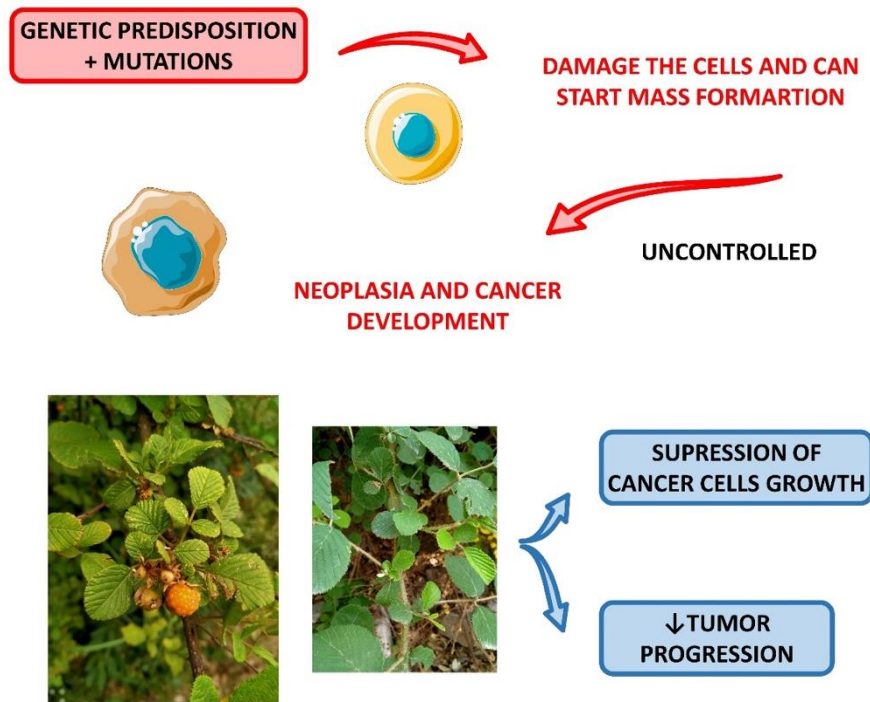 GENETIC PREDISPOSITION
+ MUTATIONS
DAMAGE THE CELLS AND CAN
START MASS FORMARTION
UNCONTROLLED
NEOPLASIA AND CANCER
DEVELOPMENT
SUPRESSION OF
CANCER CELLS GROWTH
↓TUMOR
PROGRESSION